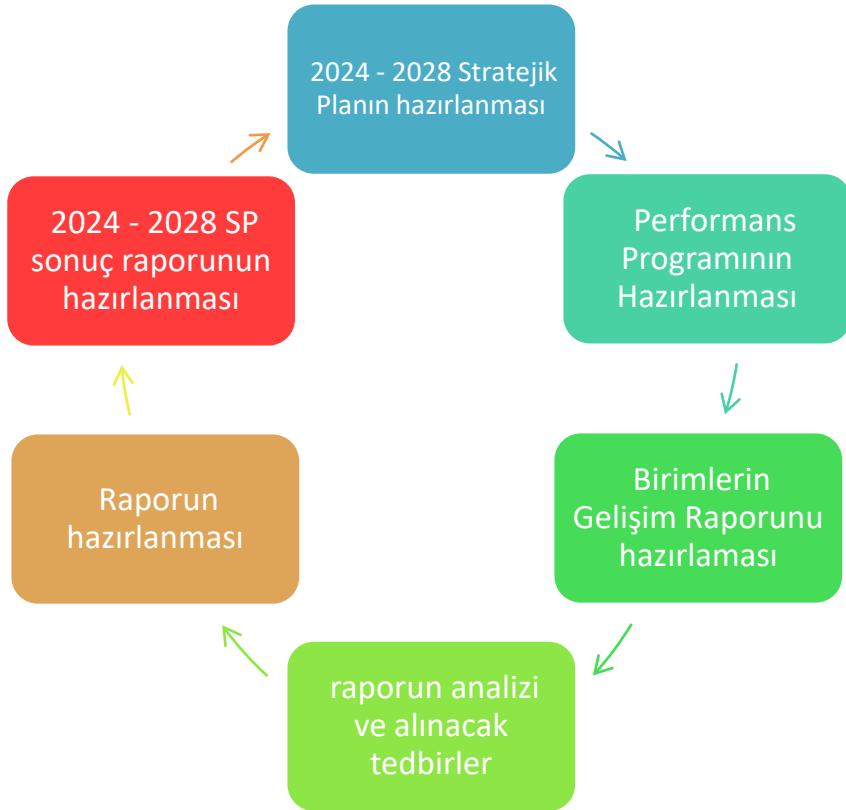 2024 - 2028 Stratejik
Planın hazırlanması
Performans
Programının
Hazırlanması
Birimlerin
Gelişim Raporunu
hazırlaması
raporun analizi
ve alınacak
tedbirler
Raporun
hazırlanması
2024 - 2028 SP
sonuç raporunun
hazırlanması